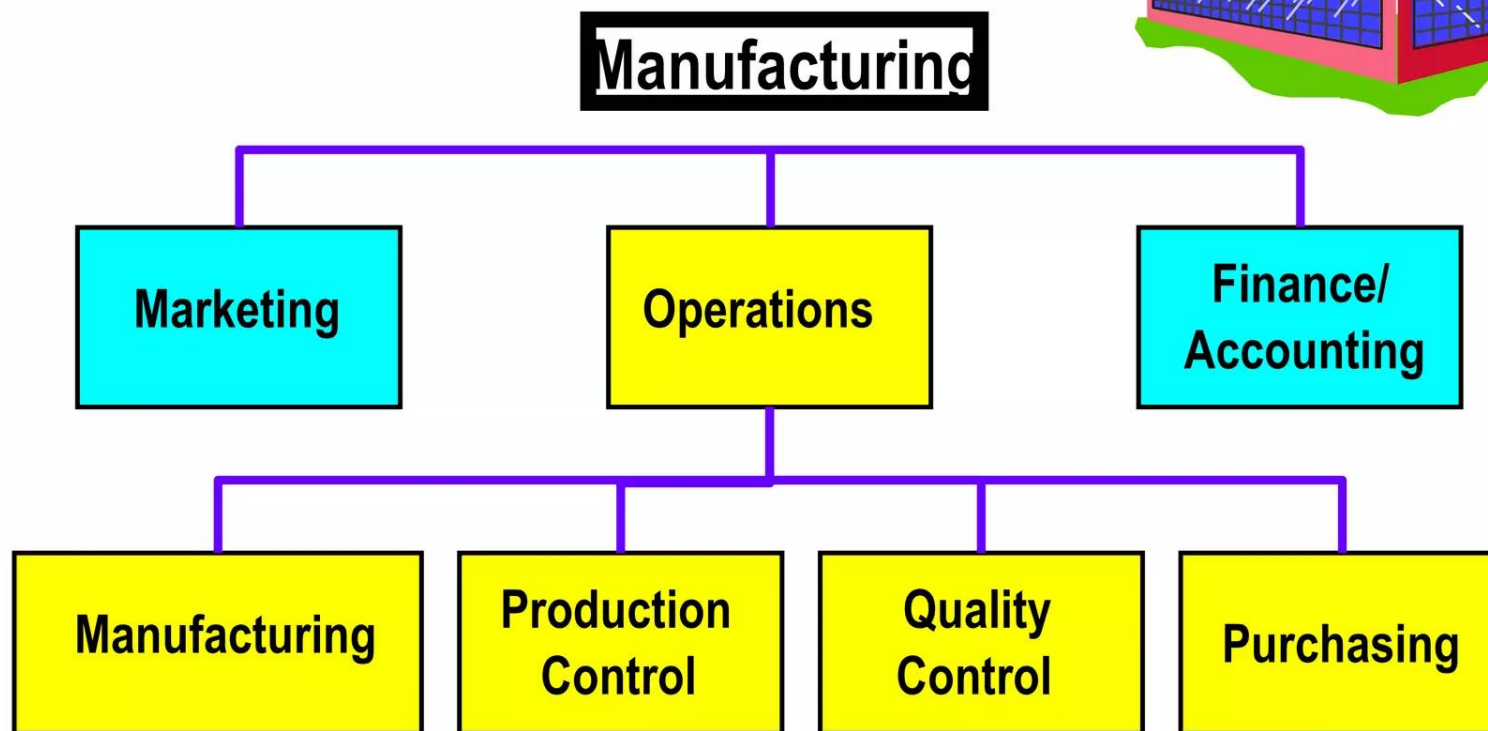 Manufacturing
Marketing
Operations
Finance/
Accounting
Manufacturing
Production
Control
Quality
Control
Purchasing